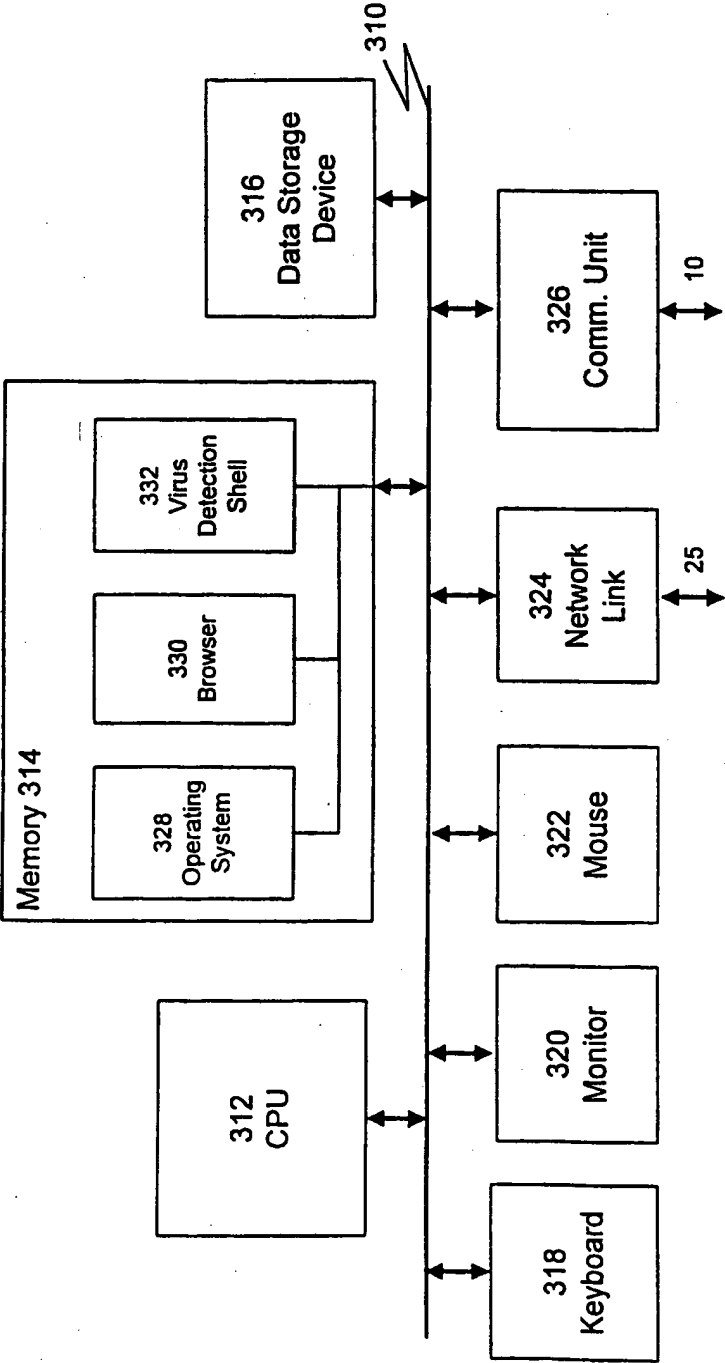 Memory 314
312
CPU
328
Operating
System
330
Browser
332
Virus
Detection
Shell
316
Data Storage
Device
310
318
Keyboard
320
Monitor
322
Mouse
324
Network
Link
326
Comm. Unit
25
10